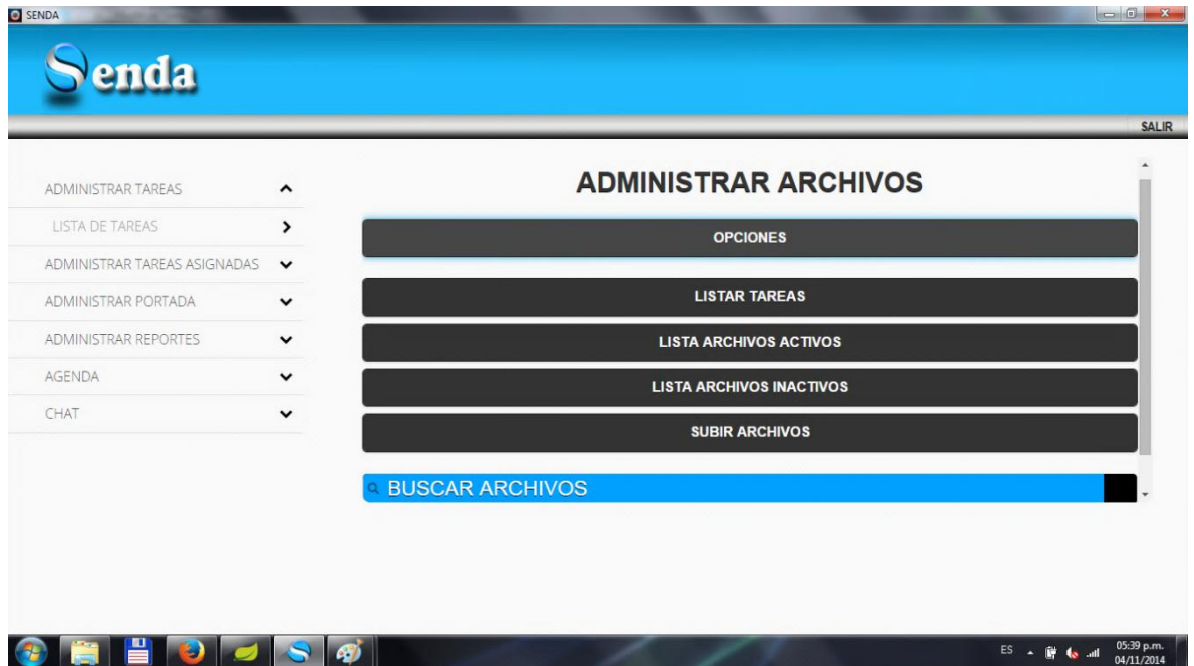 SENDA
Senda
SALIR
ADMINISTRAR TAREAS
LISTA DE TAREAS
ADMINISTRAR TAREAS ASIGNADAS
ADMINISTRAR PORTADA
ADMINISTRAR REPORTES
AGENDA
CHAT
ADMINISTRAR ARCHIVOS
OPCIONES
LISTAR TAREAS
LISTA ARCHIVOS ACTIVOS
LISTA ARCHIVOS INACTIVOS
SUBIR ARCHIVOS
BUSCAR ARCHIVOS
ES
05:39 p.m.
04/11/2014